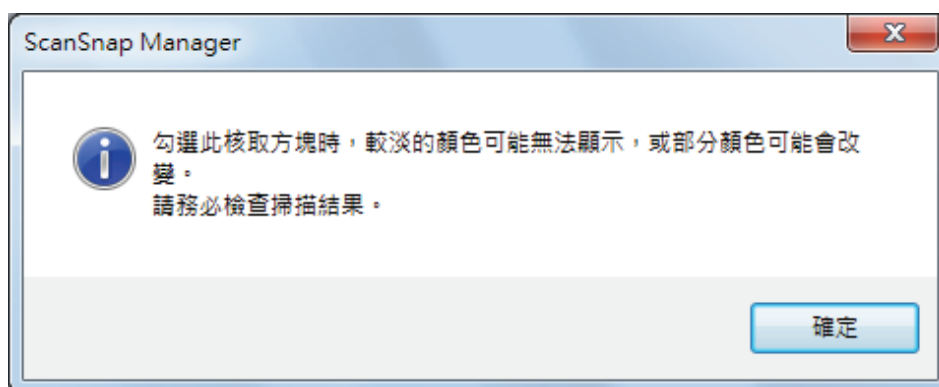 ScanSnap Manager
勾選此核取方塊時，較淡的顏色可能無法顯示，或部分顏色可能會改
變。
請務必檢查掃描結果。
確定